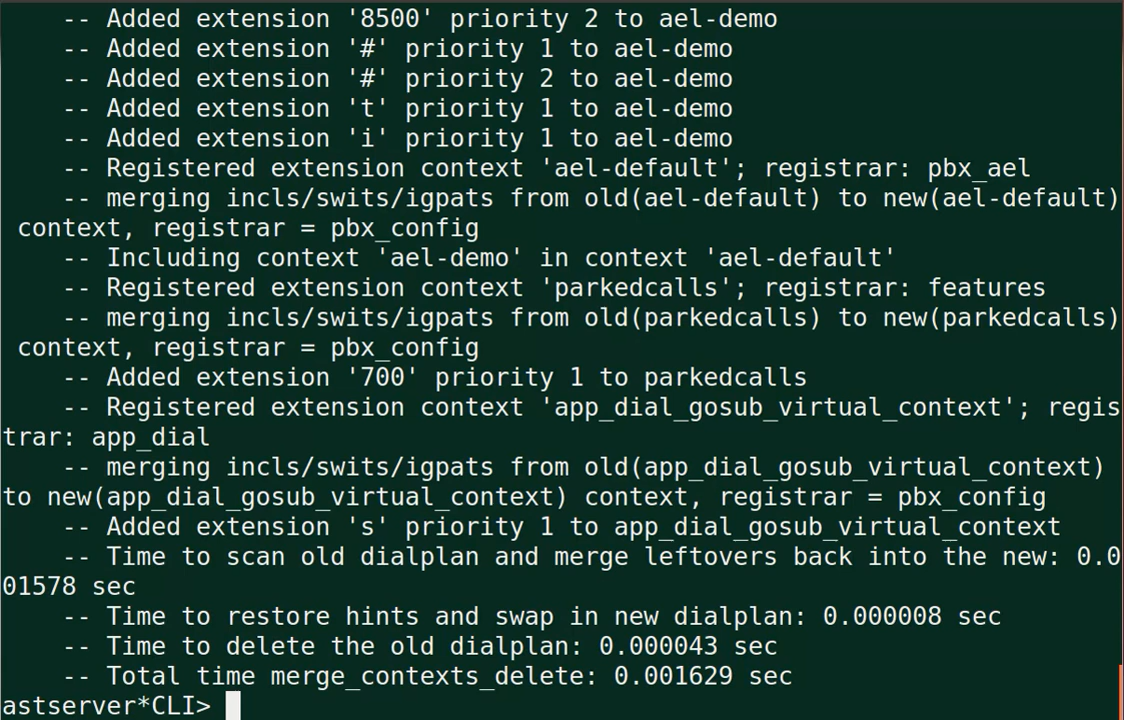 -- Added extension '8500' priority 2 to ael-demo
-- Added extension '#' priority 1 to ael-demo
-- Added extension '#' priority 2 to ael-demo
-- Added extension 't' priority 1 to ael-demo
-- Added extension 'i' priority 1 to ael-demo
-- Registered extension context 'ael-default'; registrar: pbx_ael
-- merging incls/swits/igpats from old(ael-default) to new(ael-default)
context, registrar = pbx_config
-- Including context 'ael-demo' in context 'ael-default'
-- Registered extension context 'parkedcalls'; registrar: features
-- merging incls/swits/igpats from old(parkedcalls) to new(parkedcalls)
context, registrar = pbx_config
-- Added extension '700' priority 1 to parkedcalls
-- Registered extension context 'app_dial_gosub_virtual_context'; regis
trar: app_dial
-- merging incls/swits/igpats from old(app_dial_gosub_virtual_context)
to new(app_dial_gosub_virtual_context) context, registrar = pbx_config
-- Added extension 's' priority 1 to app_dial_gosub_virtual_context
-- Time to scan old dialplan and merge leftovers back into the new: 0.0
01578 sec
-- Time to restore hints and swap in new dialplan: 0.000008 sec
-- Time to delete the old dialplan: 0.000043 sec
-- Total time merge_contexts_delete: 0.001629 sec
astserver*CLI>